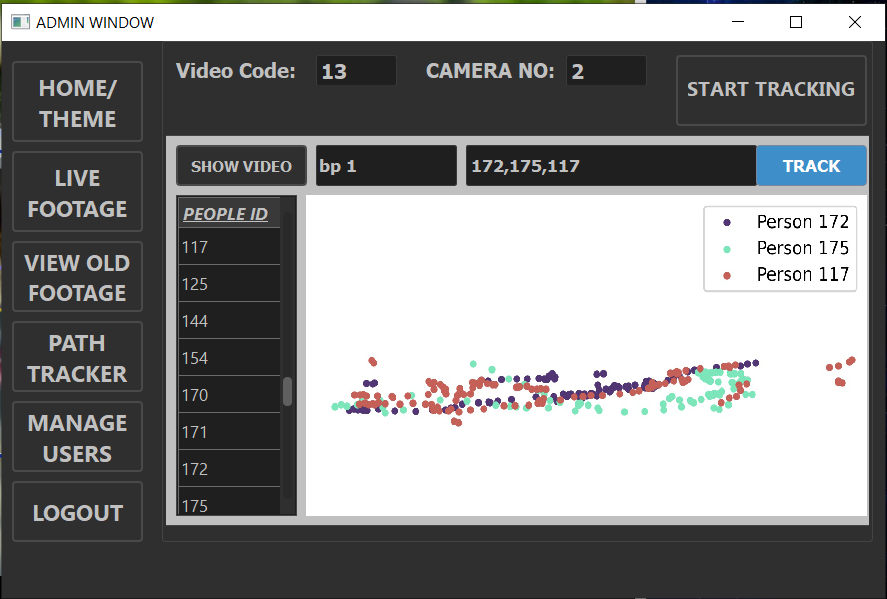 ADMIN WINDOW
HOME/
THEME
LIVE
FOOTAGE
VIEW OLD
FOOTAGE
PATH
TRACKER
MANAGE
USERS
LOGOUT
Video Code: 13 CAMERA NO: 2
START TRACKING
SHOW VIDEO bp 1 172,175,117 TRACK
PEOPLE ID
117
125
144
154
170
171
172
175
Person 172
Person 175
Person 117